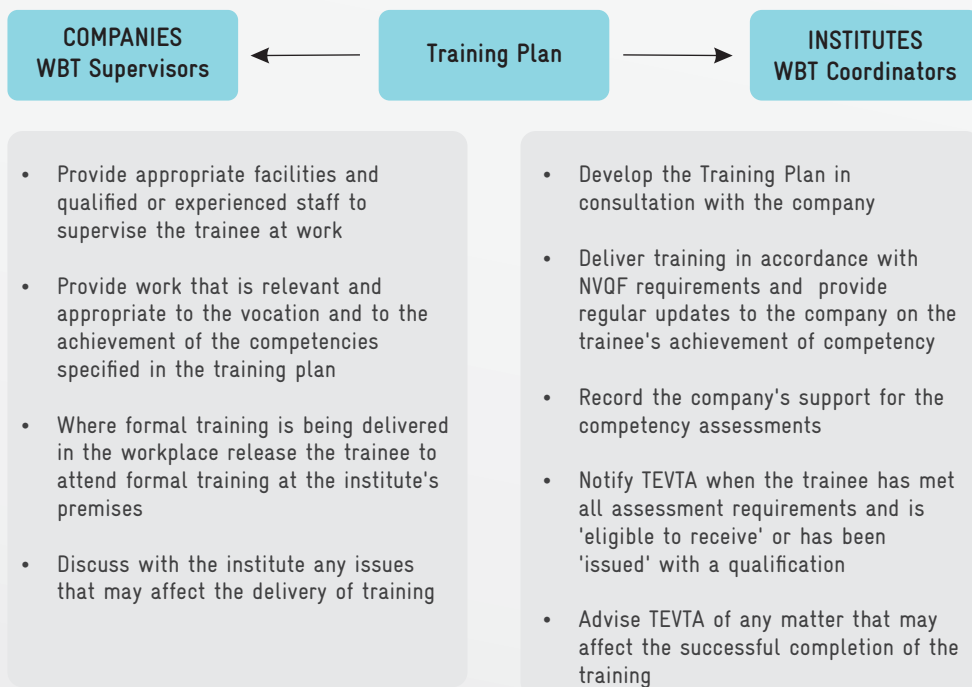 COMPANIES
WBT Supervisors
Training Plan
INSTITUTES
WBT Coordinators
• Provide appropriate facilities and
qualified or experienced staff to
supervise the trainee at work
• Provide work that is relevant and
appropriate to the vocation and to the
achievement of the competencies
specified in the training plan
• Where formal training is being delivered
in the workplace release the trainee to
attend formal training at the institute's
premises
• Discuss with the institute any issues
that may affect the delivery of training
• Develop the Training Plan in
consultation with the company
• Deliver training in accordance with
NVQF requirements and provide
regular updates to the company on the
trainee's achievement of competency
• Record the company's support for the
competency assessments
• Notify TEVTA when the trainee has met
all assessment requirements and is
'eligible to receive' or has been
'issued' with a qualification
• Advise TEVTA of any matter that may
affect the successful completion of the
training